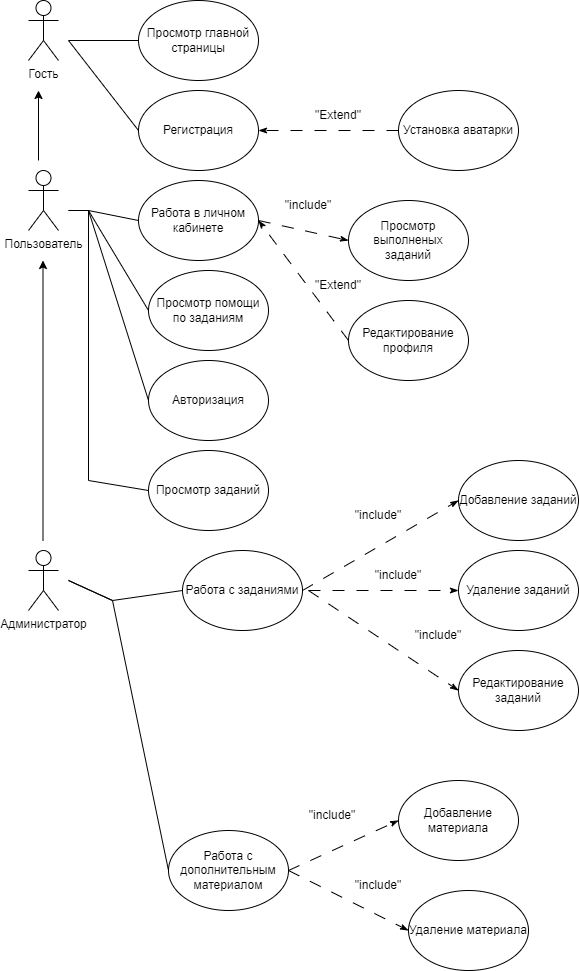 Просмотр главной
страницы
Гость
"Extend"
Регистрация
Установка аватарки
Пользователь
Работа в личном
кабинете
"include"
Просмотр
выполненых
заданий
"Extend"
Просмотр помощи
по заданиям
Редактирование
профиля
Авторизация
Просмотр заданий
Добавление заданий
"include"
Администратор
Работа с заданиями
"include"
Удаление заданий
"include"
Редактирование
заданий
"include"
Добавление
материала
Работа с
дополнительным
материалом
"include"
Удаление материала